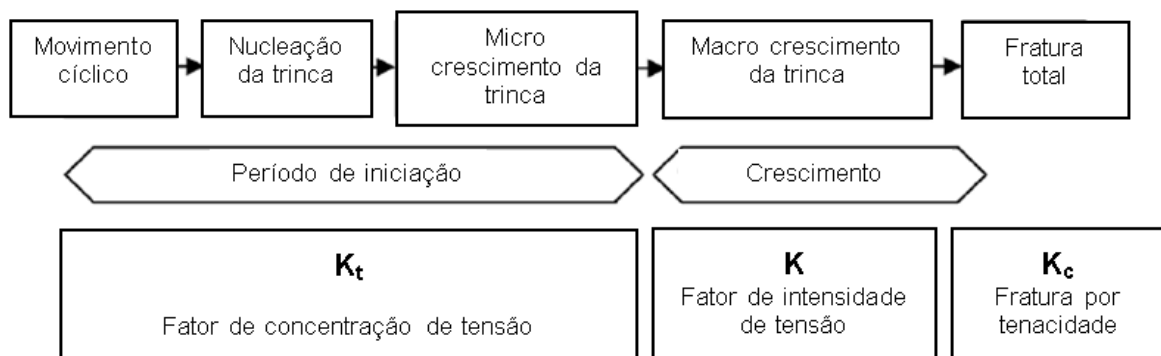 Movimento
cíclico
Nucleação
da trinca
Micro
crescimento da
trinca
Macro crescimento
da trinca
Fratura
total
Período de iniciação
Crescimento
Kt
Fator de concentração de tensão
K
Fator de intensidade
de tensão
Kc
Fratura por
tenacidade